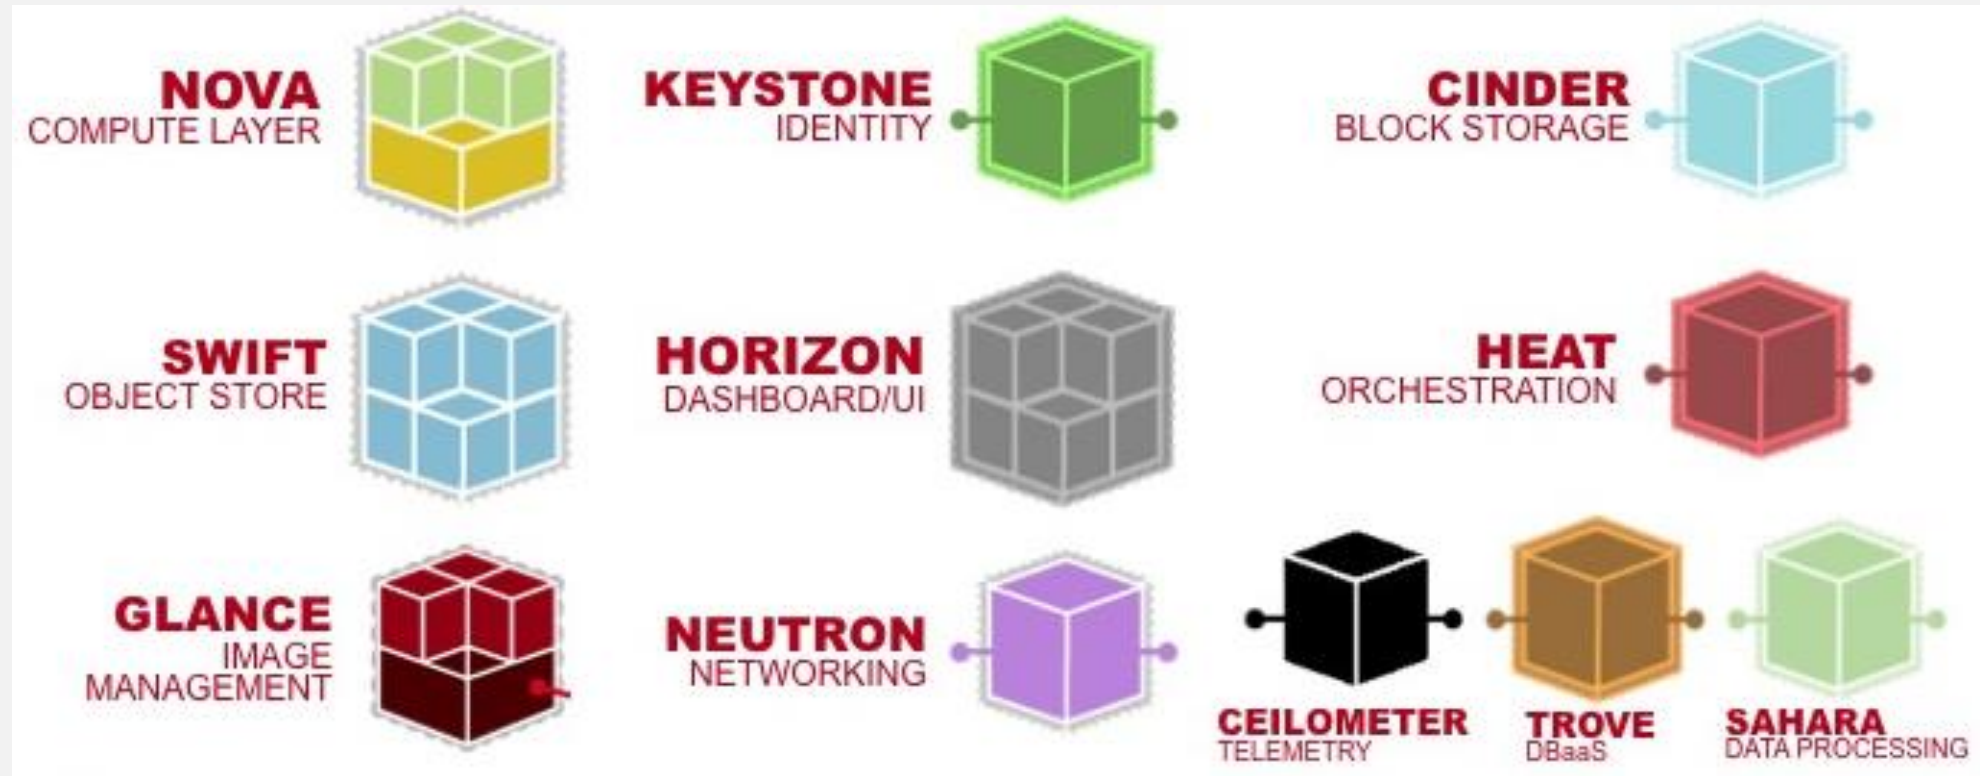 NOVA
COMPUTE LAYER
KEYSTONE
IDENTITY
CINDER
BLOCK STORAGE
SWIFT
OBJECT STORE
HORIZON
DASHBOARD/UI
HEAT
ORCHESTRATION
GLANCE
IMAGE
MANAGEMENT
NEUTRON
NETWORKING
CEILOMETER
TELEMETRY
TROVE
DBaaS
SAHARA
DATA PROCESSING